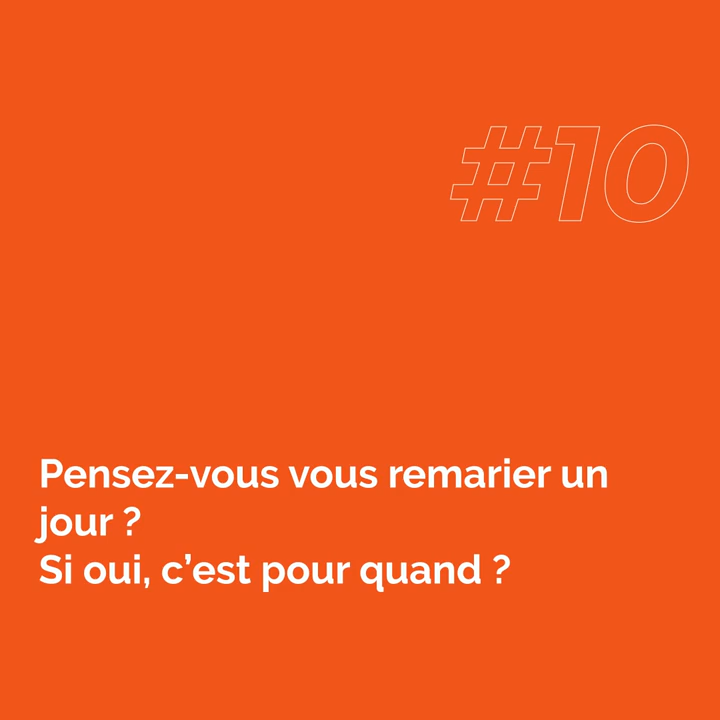 #10
Pensez-vous vous remarier un
jour ?
Si oui, c’est pour quand ?